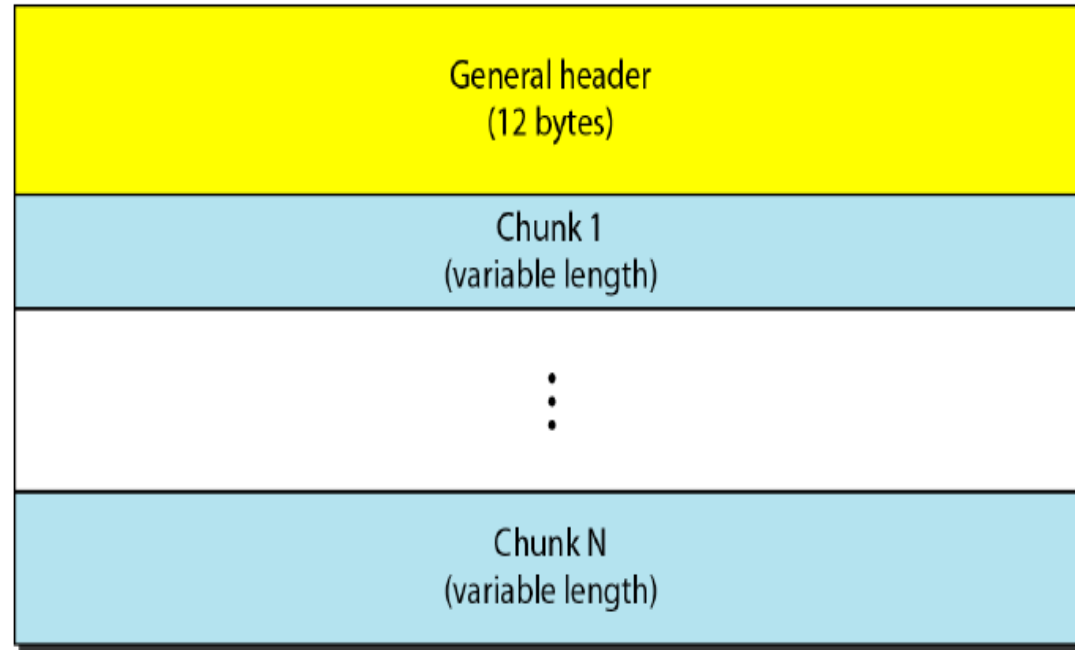 General header
(12 bytes)
Chunk 1
(variable length)
Chunk N
(variable length)